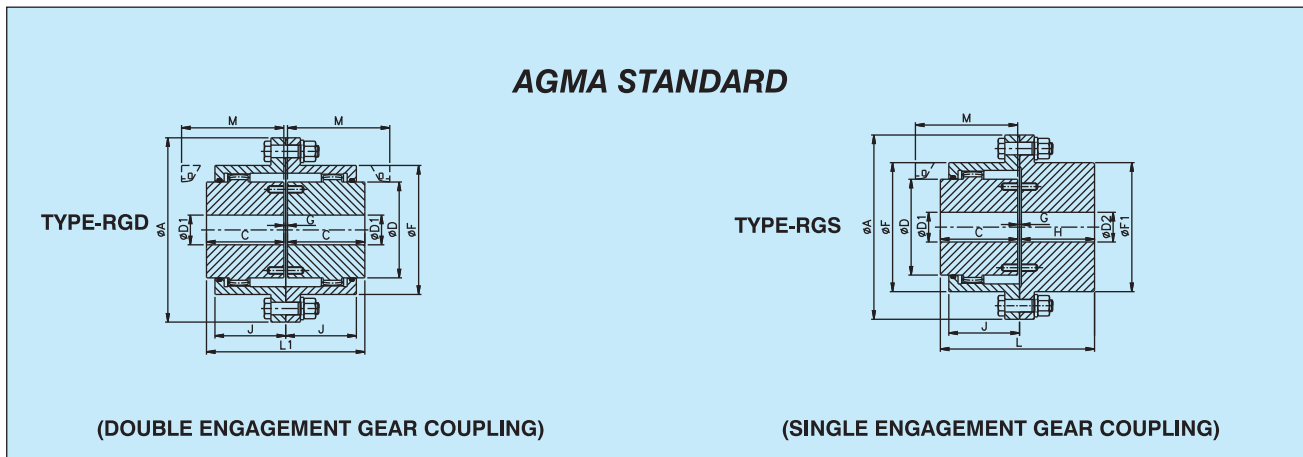 AGMA STANDARD
M M
M
TYPE-RGD
TYPE-RGS
ØA
ØD1
C
G
C
ØD1
ØD
ØF
J J
L1
ØA
ØF
ØD
ØD1
C
G
H
ØD2
ØF1
J
L
(DOUBLE ENGAGEMENT GEAR COUPLING)
(SINGLE ENGAGEMENT GEAR COUPLING)